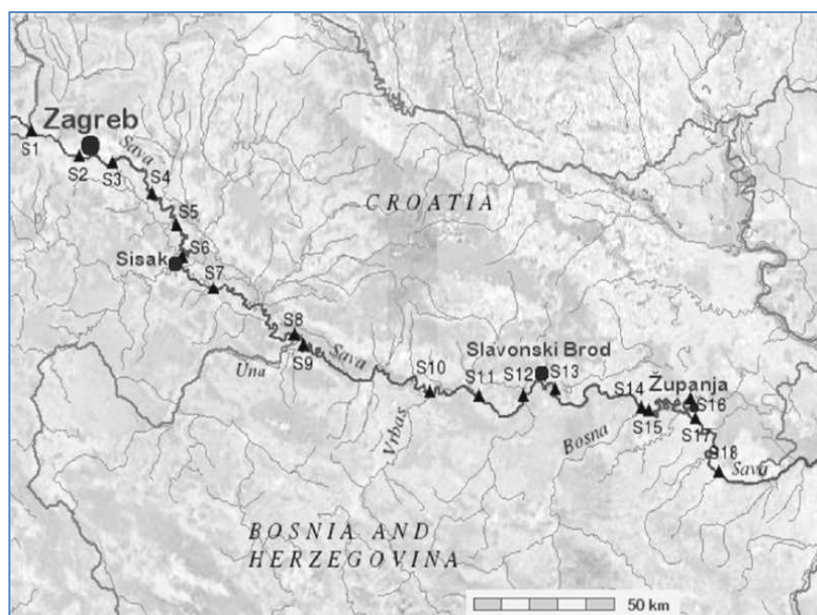 Zagreb
S1
S2
S3
Sava
S4
S5
S6
Sisak
S7
CROATIA
S8
S9
Sava
Una
S10
Vrbas
S11
Slavonski Brod
S12
S13
S14
Županja
S15
S16
S17
Bosna
S18
Sava
BOSNIA AND
HERZEGOVINA
50 km